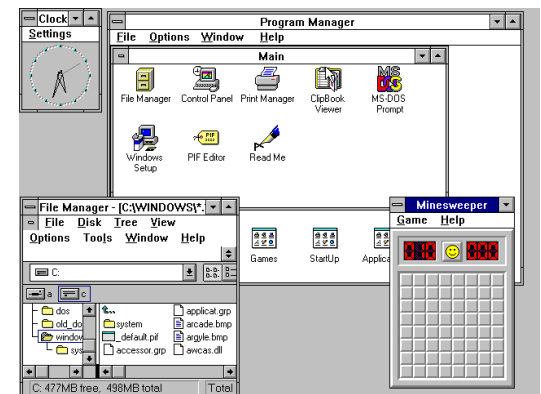 Clock
Settings
Program Manager
File Options Window Help
Main
File Manager
Control Panel
Print Manager
ClipBook
Viewer
MS-DOS
Prompt
Windows
Setup
PIF Editor
Read Me
Games
StartUp
Applica
File Manager - [C:\WINDOWS\*.
File Disk Tree View
Options Tools Window Help
C:
a
c
dos
old_do
window
sys
system
_default.pif
accessor.grp
applicat.grp
arcade.bmp
argyle.bmp
awcas.dll
C: 477MB free, 498MB total
Total
Minesweeper
Game Help